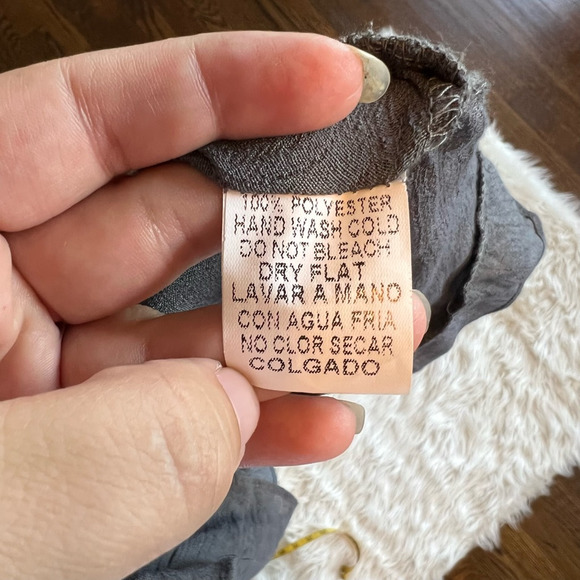 100% POLYESTER
HAND WASH COLD
DO NOT BLEACH
DRY FLAT
LAVAR A MANO
CON AGUA FRIA
NO CLOR SECAR
COLGADO